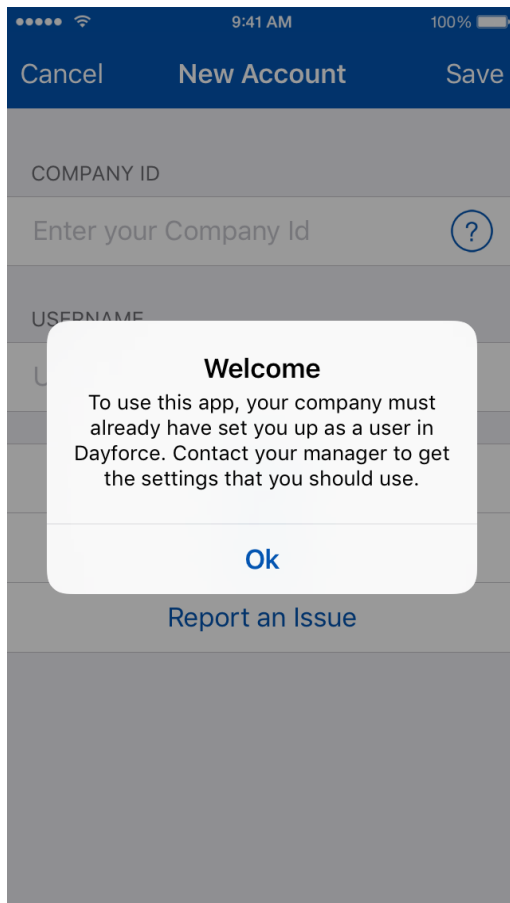 9:41 AM 100%
Cancel New Account Save
COMPANY ID
Enter your Company Id ?
USERNAME
Welcome
To use this app, your company must
already have set you up as a user in
Dayforce. Contact your manager to get
the settings that you should use.
Ok
Report an Issue